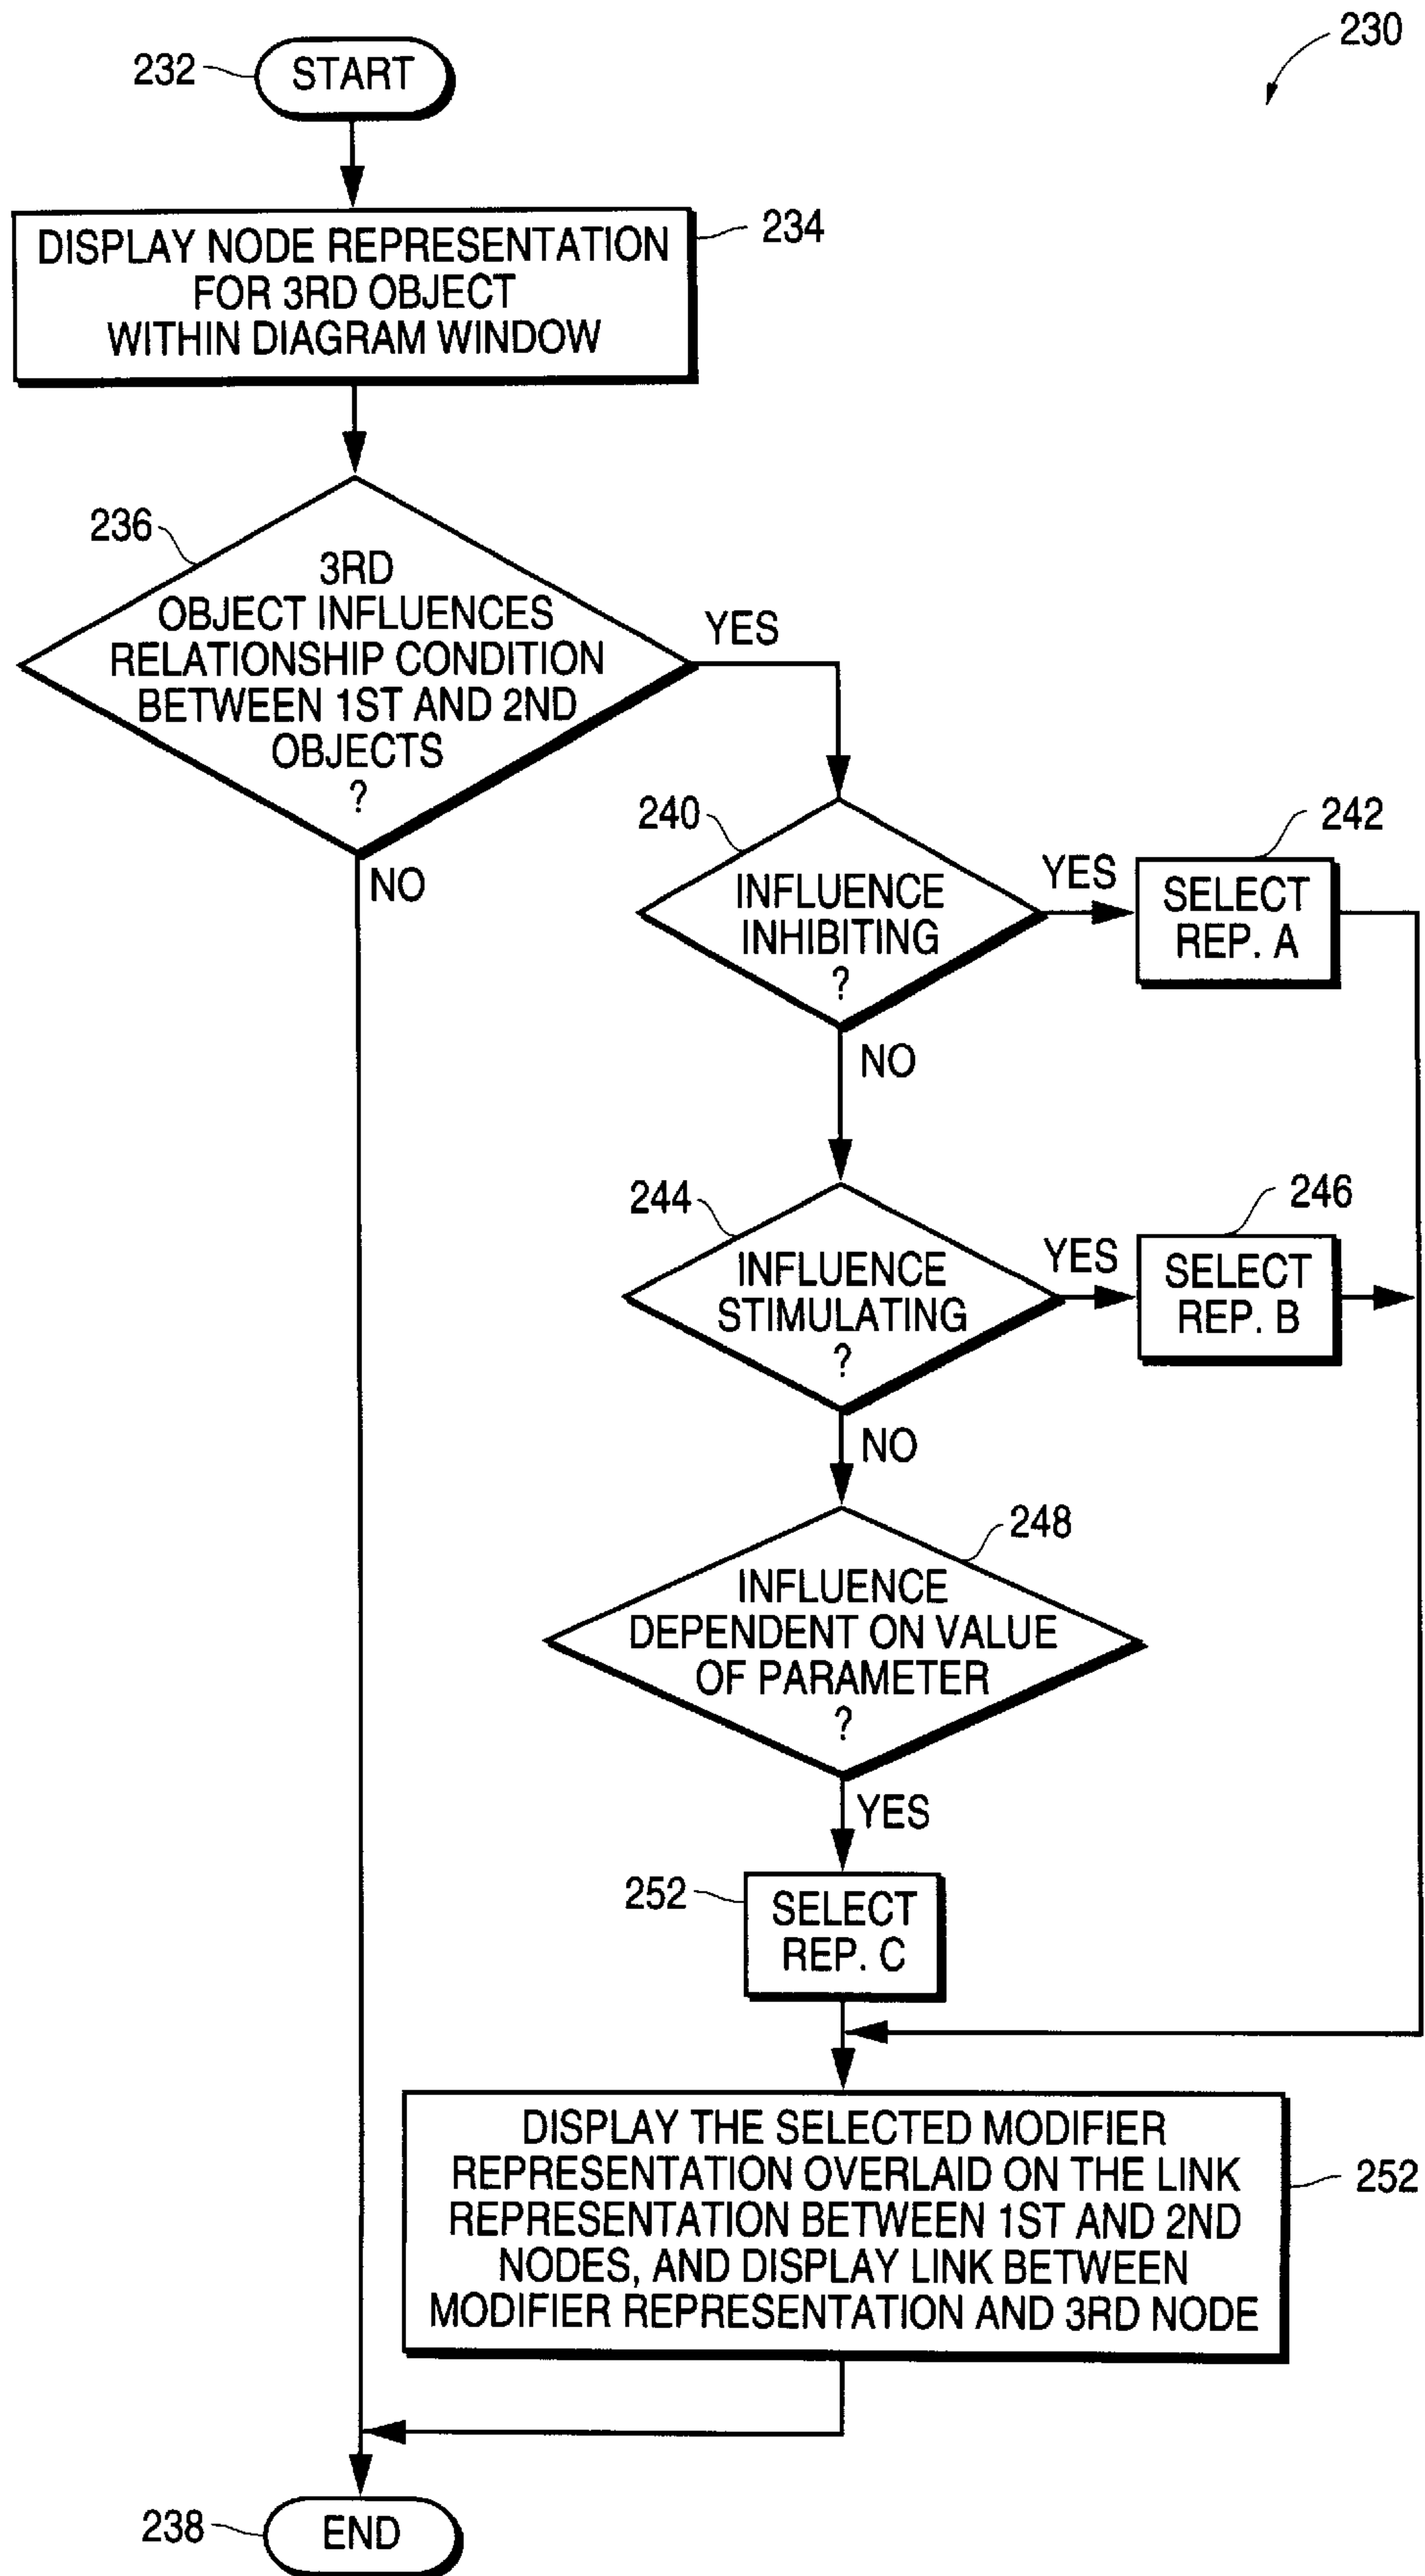 230
232
START
234
DISPLAY NODE REPRESENTATION
FOR 3RD OBJECT
WITHIN DIAGRAM WINDOW
236
3RD
OBJECT INFLUENCES
RELATIONSHIP CONDITION
BETWEEN 1ST AND 2ND
OBJECTS
?
YES
NO
240
INFLUENCE
INHIBITING
?
YES
242
SELECT
REP. A
NO
244
INFLUENCE
STIMULATING
?
YES
246
SELECT
REP. B
NO
248
INFLUENCE
DEPENDENT ON VALUE
OF PARAMETER
?
YES
252
SELECT
REP. C
DISPLAY THE SELECTED MODIFIER
REPRESENTATION OVERLAID ON THE LINK
REPRESENTATION BETWEEN 1ST AND 2ND
NODES, AND DISPLAY LINK BETWEEN
MODIFIER REPRESENTATION AND 3RD NODE
252
238
END